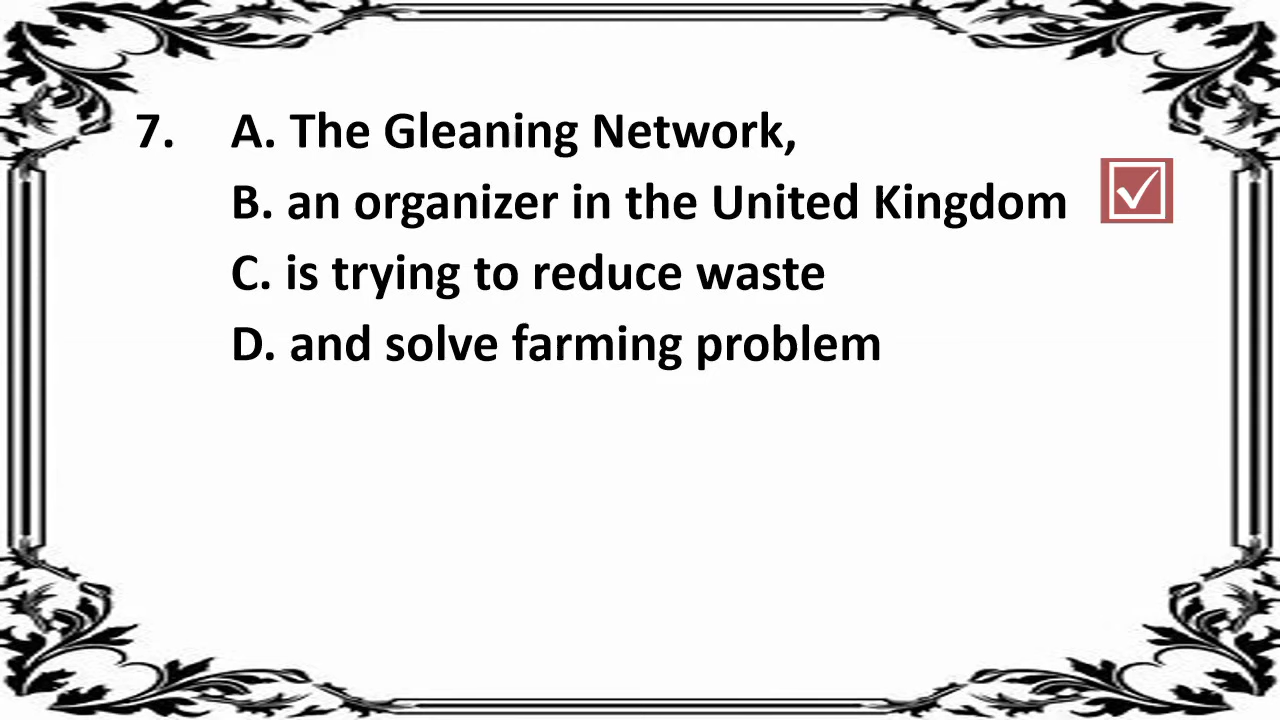 7. A. The Gleaning Network,
B. an organizer in the United Kingdom
C. is trying to reduce waste
D. and solve farming problem